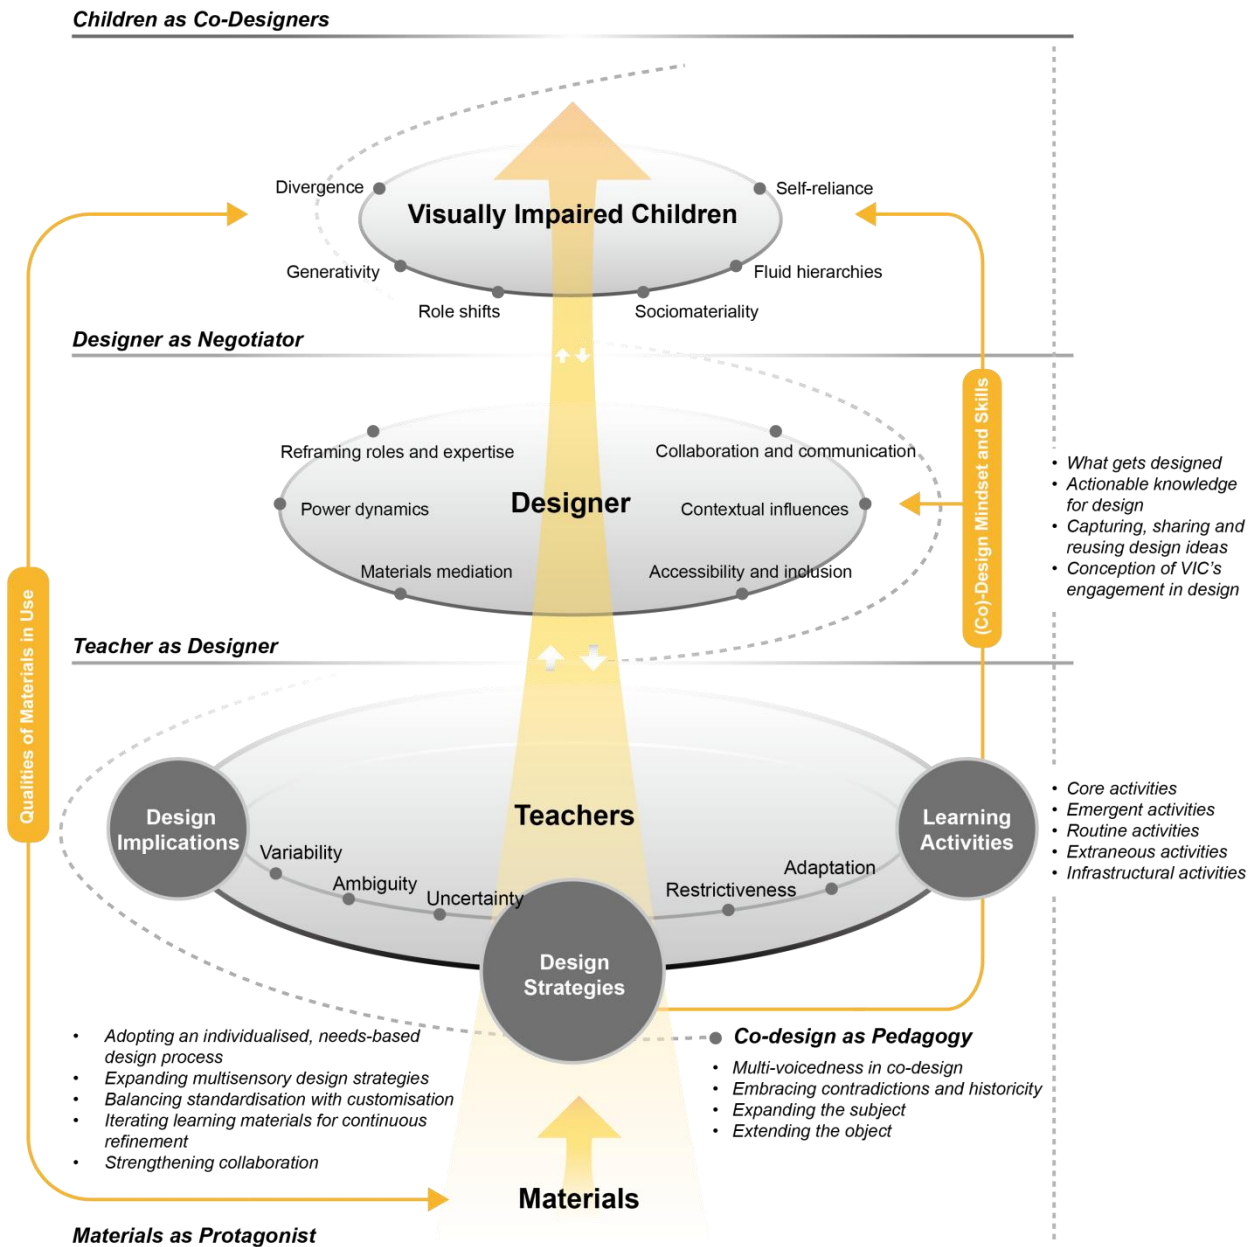 Children as Co-Designers
Divergence
Self-reliance
Visually Impaired Children
Generativity
Fluid hierarchies
Role shifts
Sociomateriality
Designer as Negotiator
Reframing roles and expertise
Collaboration and communication
Designer
Power dynamics
Contextual influences
Materials mediation
Accessibility and inclusion
(Co)-Design Mindset and Skills
• What gets designed
• Actionable knowledge
for design
• Capturing, sharing and
reusing design ideas
• Conception of VIC's
engagement in design
Teacher as Designer
Qualities of Materials in Use
Teachers
Design
Implications
Learning
Activities
Variability
Ambiguity
Uncertainty
Restrictiveness
Adaptation
• Core activities
• Emergent activities
• Routine activities
• Extraneous activities
• Infrastructural activities
Design
Strategies
• Adopting an individualised, needs-based
design process
• Expanding multisensory design strategies
• Balancing standardisation with customisation
• Iterating learning materials for continuous
refinement
• Strengthening collaboration
Co-design as Pedagogy
• Multi-voicedness in co-design
• Embracing contradictions and historicity
• Expanding the subject
• Extending the object
Materials
Materials as Protagonist